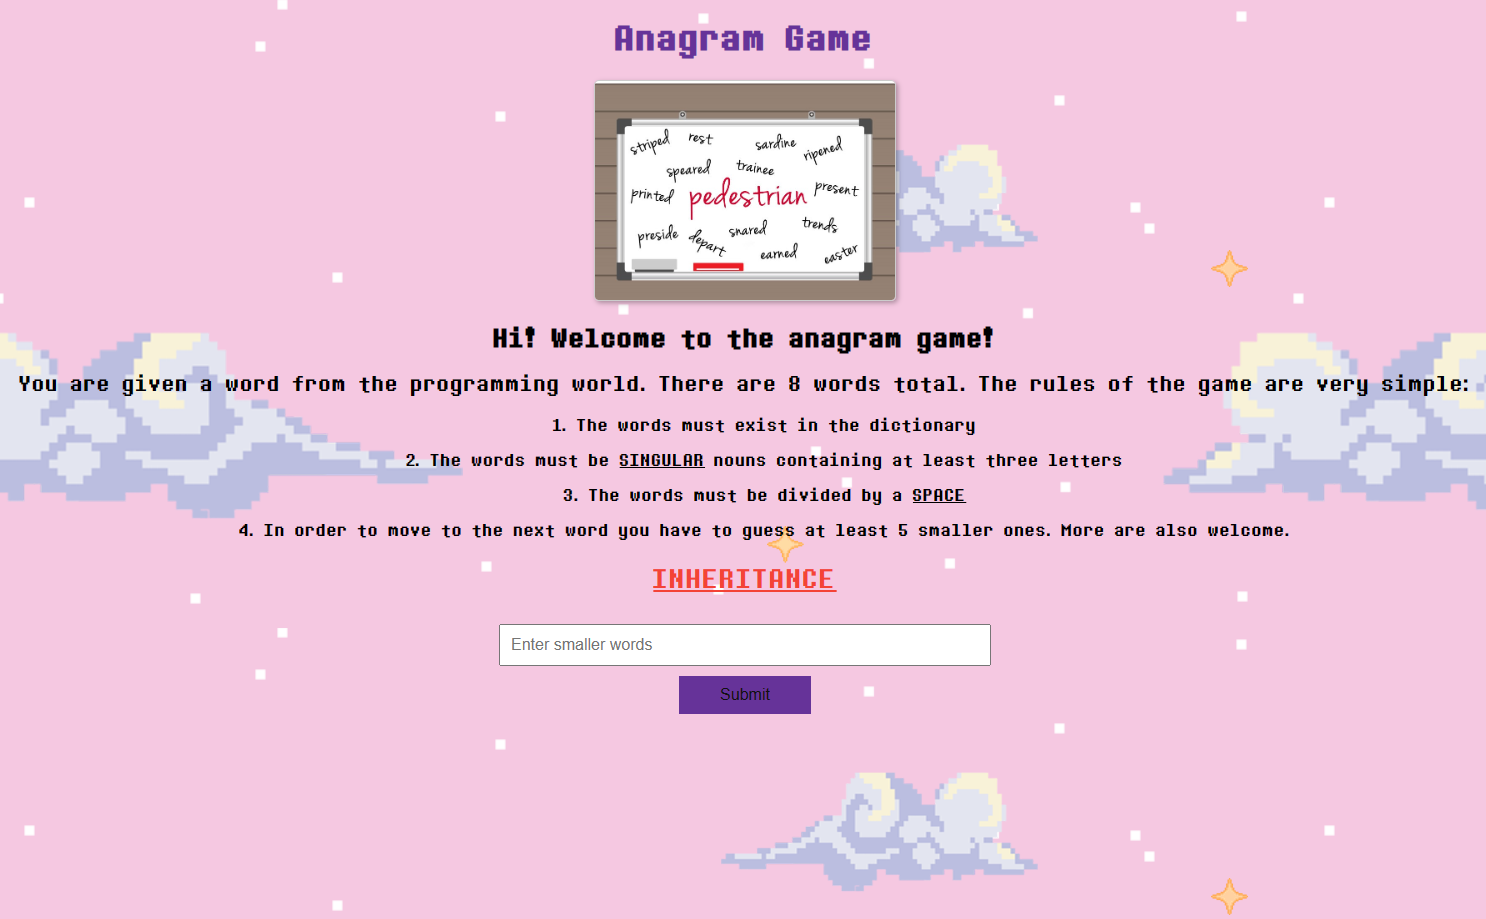 Anagram Game
striped rest sardine ripened
speared trainee
printed pedestrian present
preside depart snared trends
earned easter
Hi! Welcome to the anagram game!
You are given a word from the programming world. There are 8 words total. The rules of the game are very simple:
1. The words must exist in the dictionary
2. The words must be SINGULAR nouns containing at least three letters
3. The words must be divided by a SPACE
4. In order to move to the next word you have to guess at least 5 smaller ones. More are also welcome.
INHERITANCE
Enter smaller words
Submit